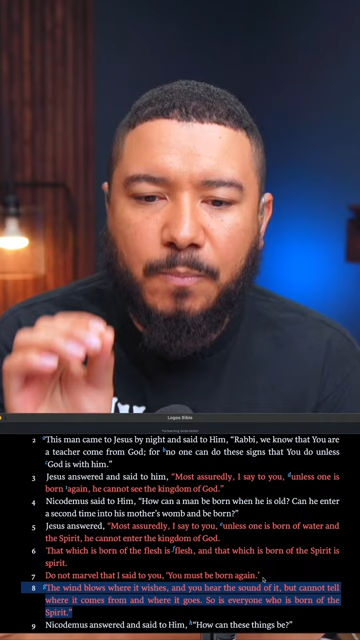 Logos Bible
2 ᵃThis man came to Jesus by night and said to Him, “Rabbi, we know that You are
a teacher come from God; for ᵇno one can do these signs that You do unless
ᶜGod is with him.”
3 Jesus answered and said to him, “Most assuredly, I say to you, ᵈunless one is
born ¹again, he cannot see the kingdom of God.”
4 Nicodemus said to Him, “How can a man be born when he is old? Can he enter
a second time into his mother’s womb and be born?”
5 Jesus answered, “Most assuredly, I say to you, ᵉunless one is born of water and
the Spirit, he cannot enter the kingdom of God.
6 That which is born of the flesh is ᶠflesh, and that which is born of the Spirit is
spirit.
7 Do not marvel that I said to you, ‘You must be born again.’
8 ᵍThe wind blows where it wishes, and you hear the sound of it, but cannot tell
where it comes from and where it goes. So is everyone who is born of the
Spirit.”
9 Nicodemus answered and said to Him, ʰ“How can these things be?”